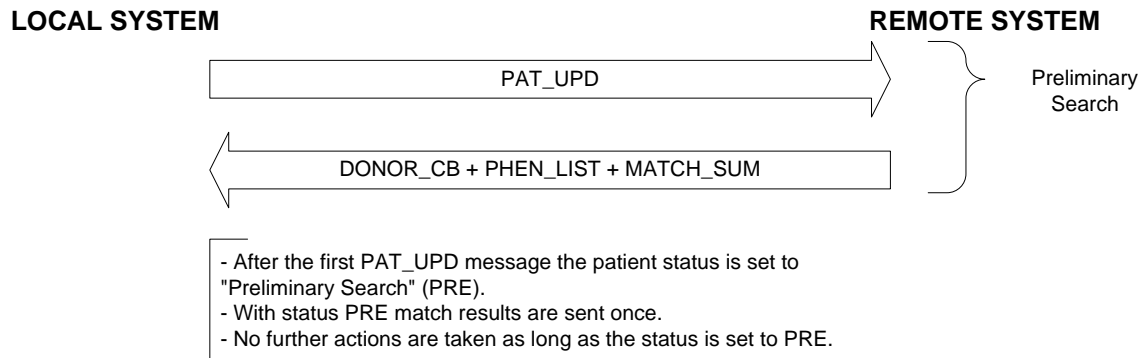 LOCAL SYSTEM
REMOTE SYSTEM
PAT_UPD
Preliminary
Search
DONOR_CB + PHEN_LIST + MATCH_SUM
- After the first PAT_UPD message the patient status is set to
"Preliminary Search" (PRE).
- With status PRE match results are sent once.
- No further actions are taken as long as the status is set to PRE.